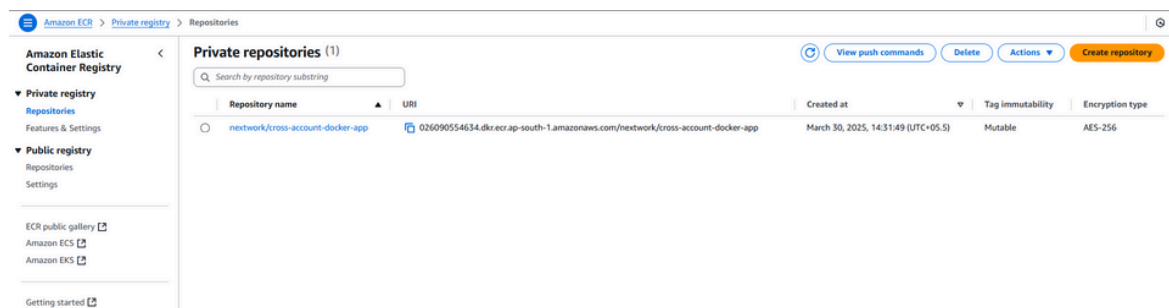 Amazon ECR > Private registry > Repositories
Amazon Elastic
Container Registry
Private registry
Repositories
Features & Settings
Public registry
Repositories
Settings
ECR public gallery
Amazon ECS
Amazon EKS
Getting started
Private repositories (1)
View push commands Delete Actions Create repository
Search by repository substring
Repository name URI Created at Tag immutability Encryption type
nextwork/cross-account-docker-app 026090554634.dkr.ecr.ap-south-1.amazonaws.com/nextwork/cross-account-docker-app March 30, 2025, 14:31:49 (UTC+05.5) Mutable AES-256